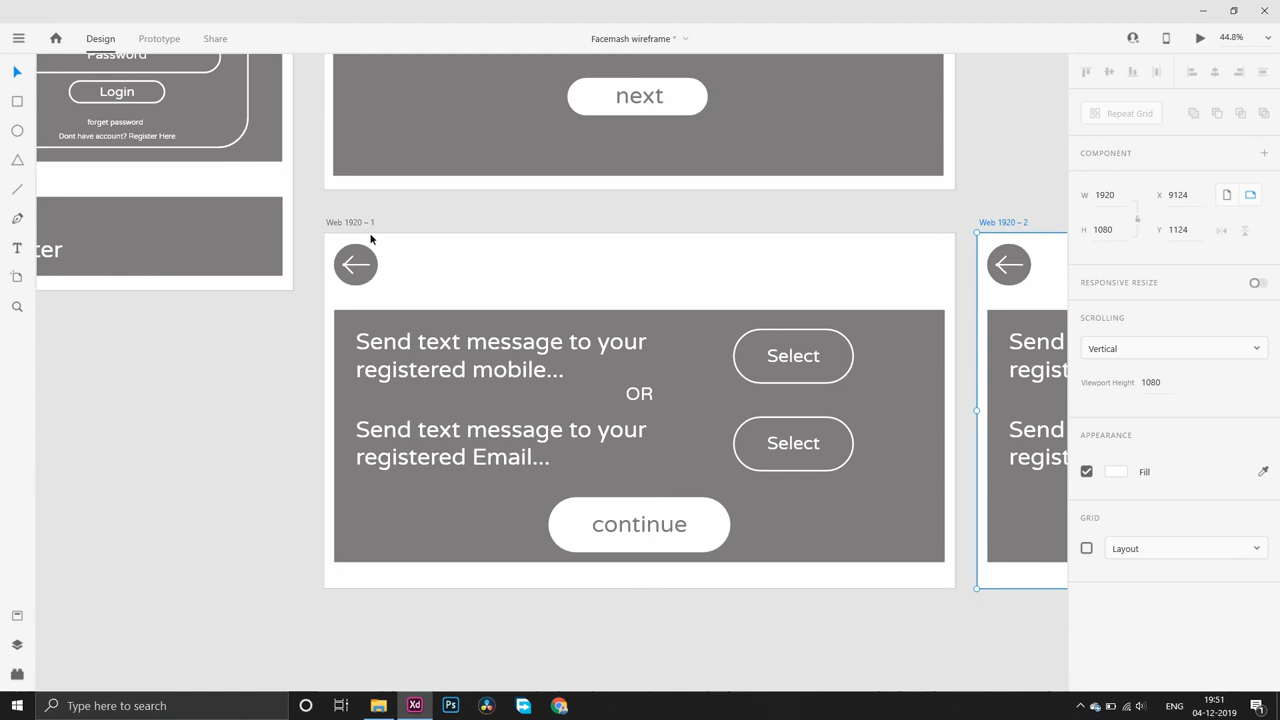 Design
Prototype
Share
Facemash wireframe *
44.8%
Login
forget password
Dont have account? Register Here
ter
next
Web 1920 – 1
Send text message to your
registered mobile...
Select
OR
Send text message to your
registered Email...
Select
continue
Web 1920 – 2
Send
regist
Send
regist
Repeat Grid
COMPONENT
W 1920 X 9124
H 1080 Y 1124
RESPONSIVE RESIZE
SCROLLING
Vertical
Viewport Height 1080
APPEARANCE
Fill
GRID
Layout
Type here to search
Xd
Ps
ENG
19:51
04-12-2019
1